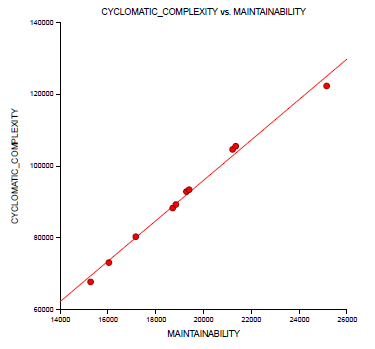 CYCLOMATIC_COMPLEXITY vs. MAINTAINABILITY
140000
120000
100000
80000
60000
CYCLOMATIC_COMPLEXITY
14000 16000 18000 20000 22000 24000 26000
MAINTAINABILITY